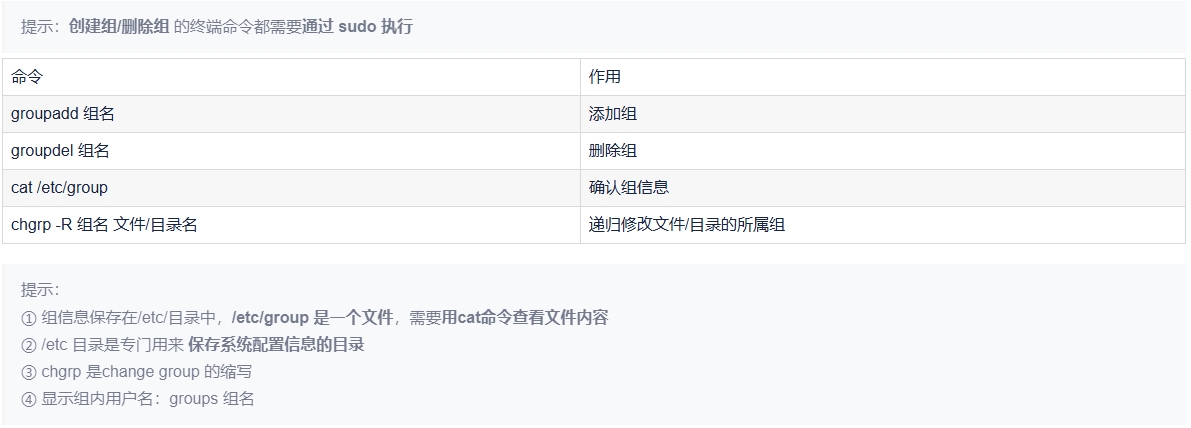 提示：创建组/删除组 的终端命令都需要通过 sudo 执行
命令 作用
groupadd 组名 添加组
groupdel 组名 删除组
cat /etc/group 确认组信息
chgrp -R 组名 文件/目录名 递归修改文件/目录的所属组
提示：
① 组信息保存在/etc/目录中，/etc/group 是一个文件，需要用cat命令查看文件内容
② /etc 目录是专门用来 保存系统配置信息的目录
③ chgrp 是change group 的缩写
④ 显示组内用户名：groups 组名